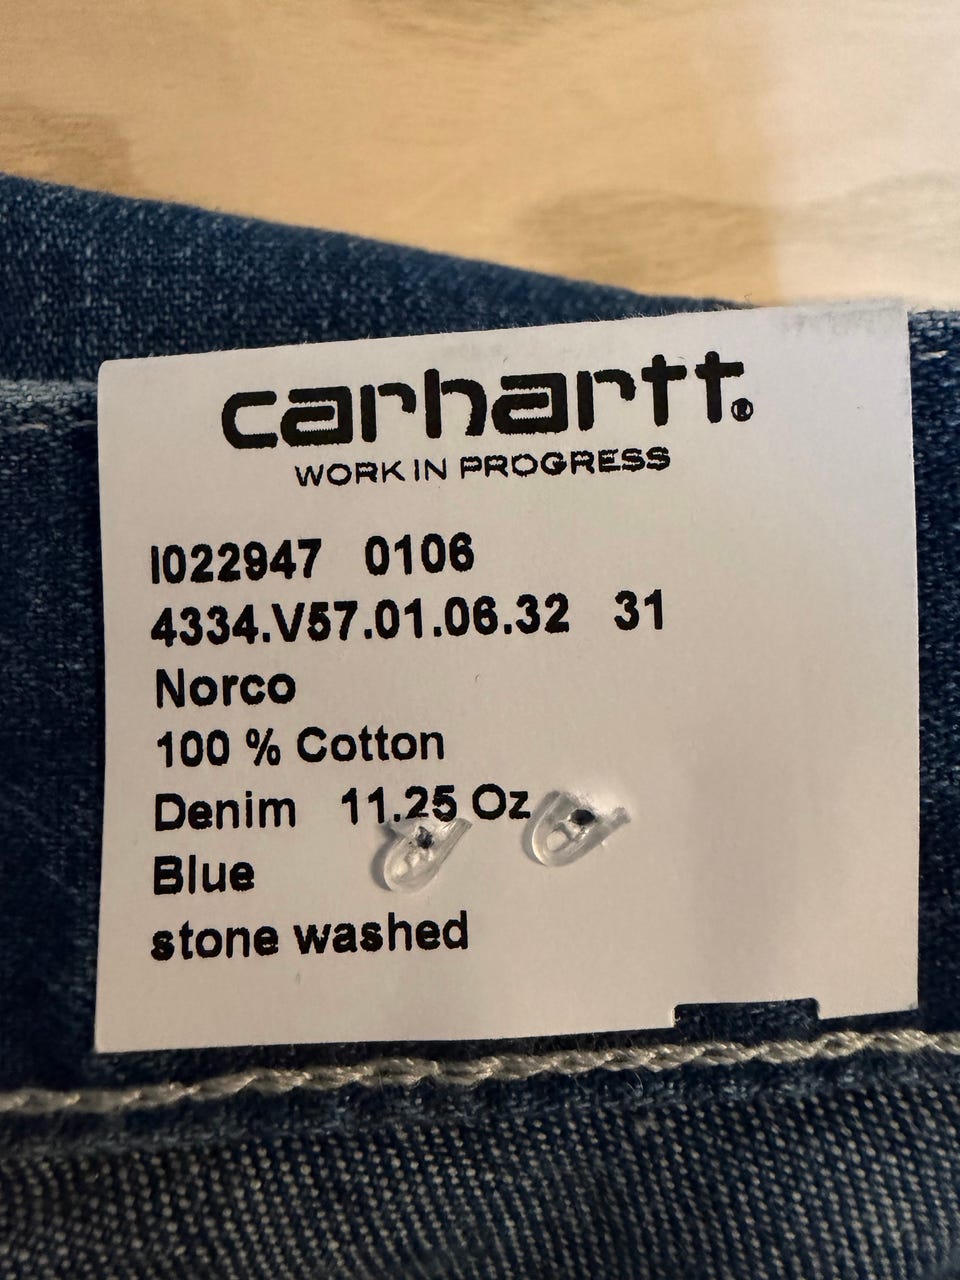 carhartt®
WORK IN PROGRESS
I022947 0106
4334.V57.01.06.32 31
Norco
100 % Cotton
Denim 11.25 Oz
Blue
stone washed